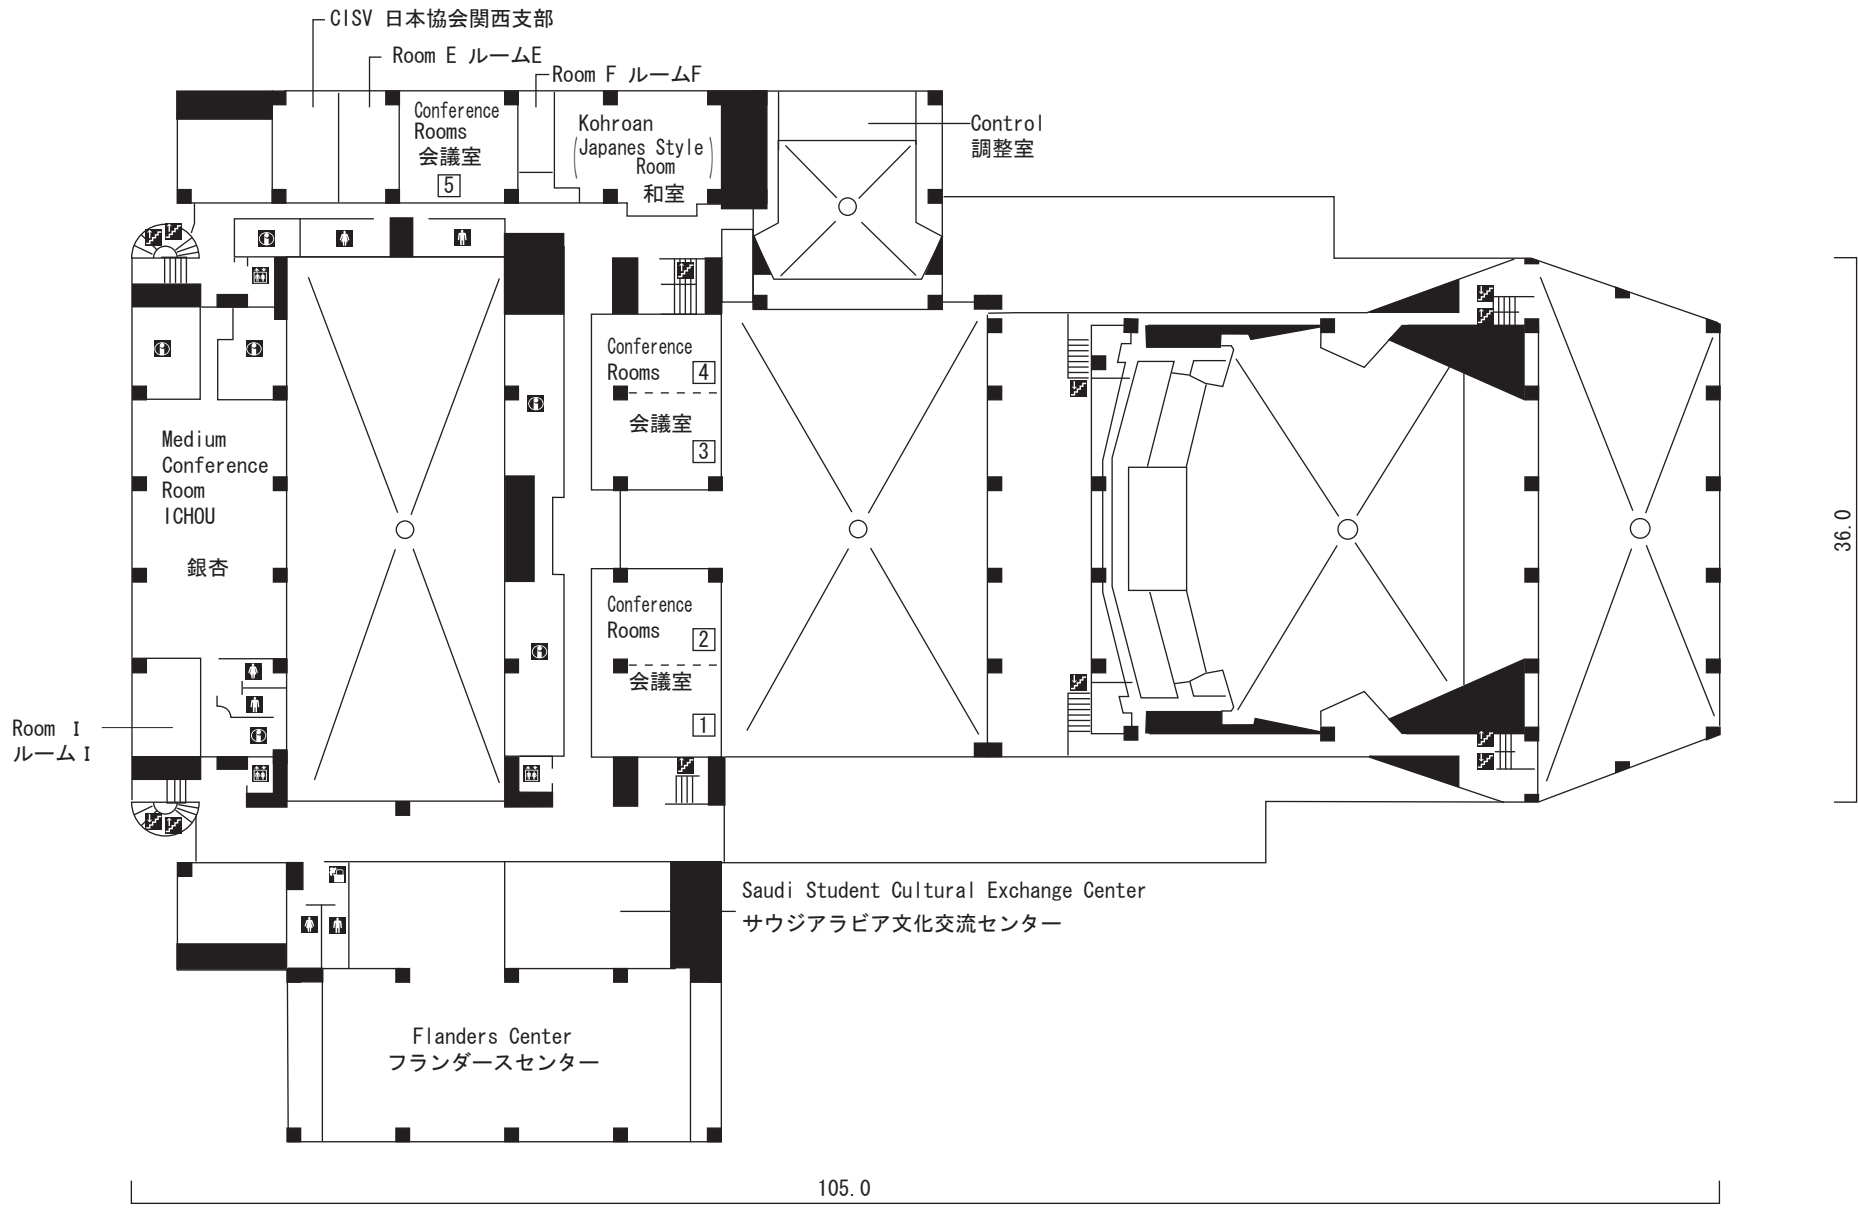 CISV 日本協会関西支部
Room E ルームE
Room F ルームF
Conference
Rooms
会議室
5
Kohroan
(Japanes Style
Room)
和室
Control
調整室
Conference
Rooms
4
会議室
3
Medium
Conference
Room
ICHOU
銀杏
Conference
Rooms
2
会議室
1
Room I
ルームI
36.0
Saudi Student Cultural Exchange Center
サウジアラビア文化交流センター
Flanders Center
フランダースセンター
105.0